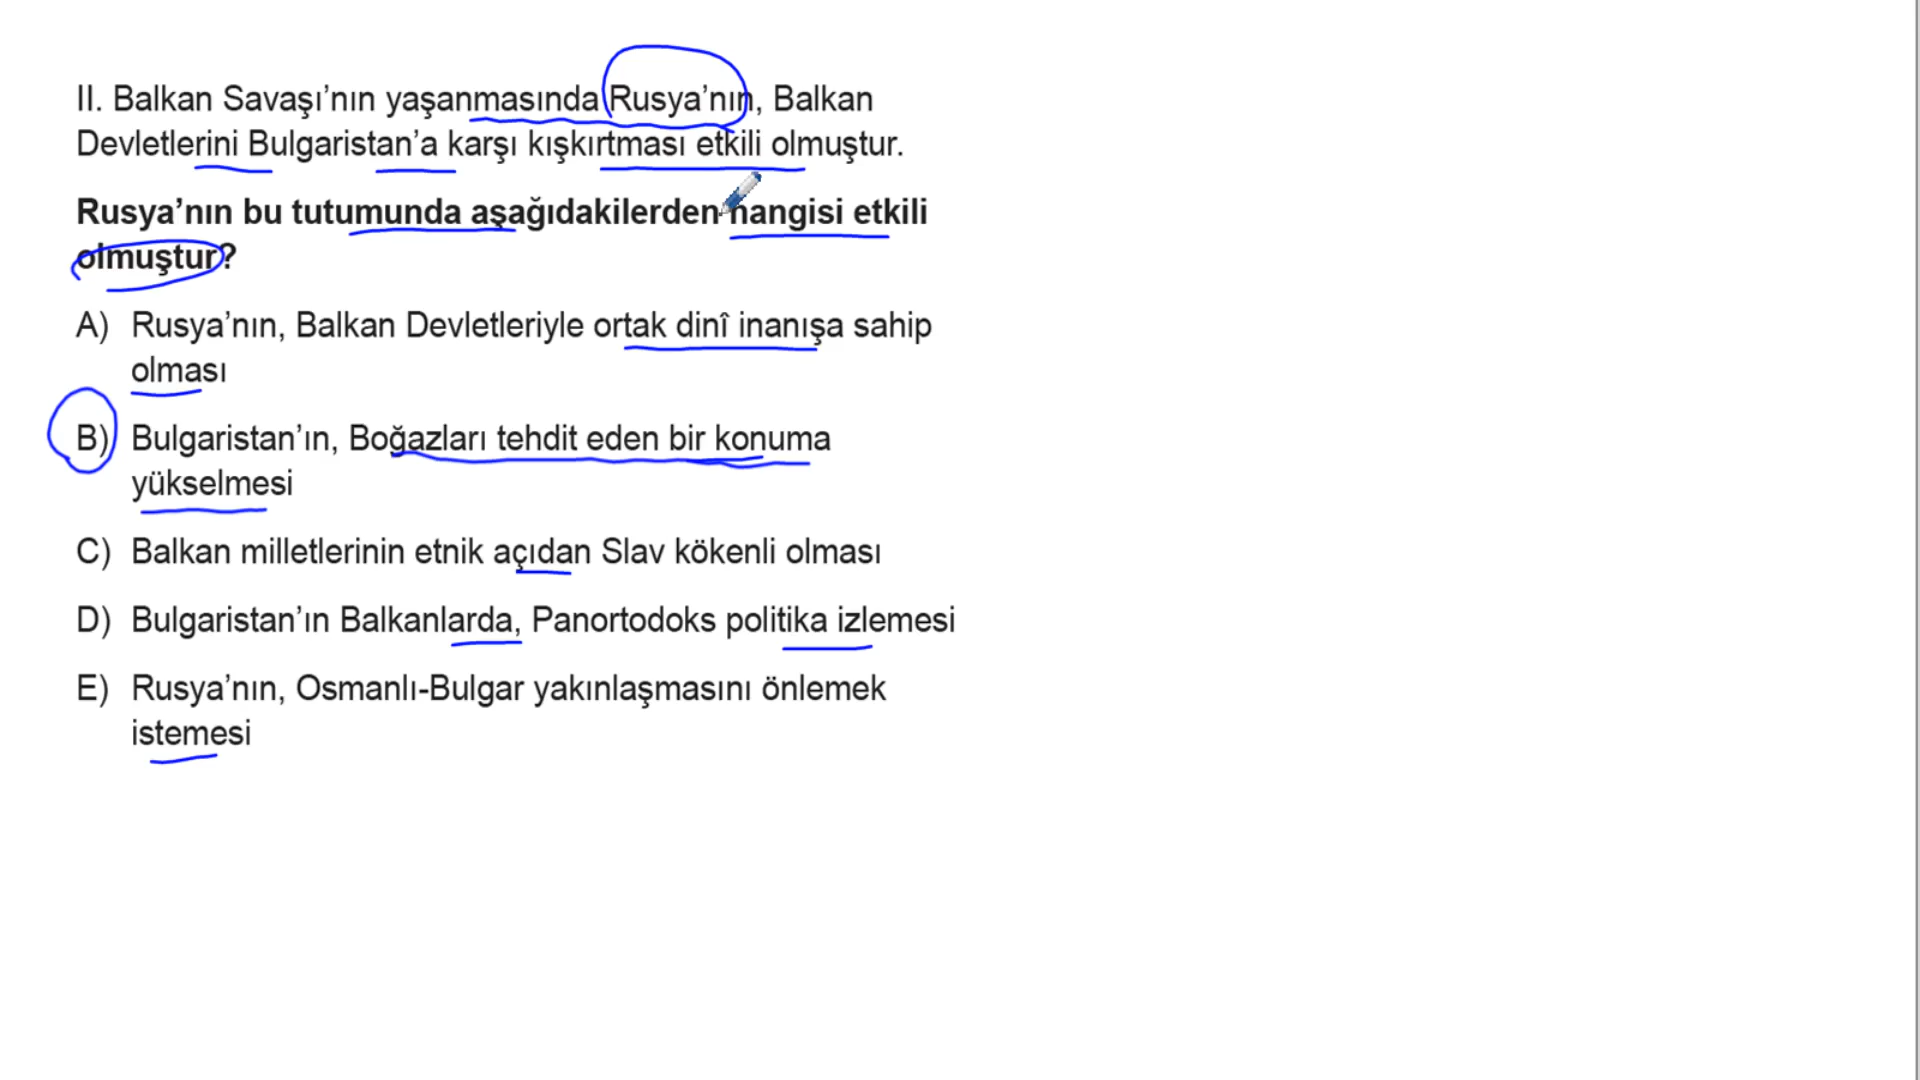 II. Balkan Savaşı’nın yaşanmasında Rusya’nın, Balkan
Devletlerini Bulgaristan’a karşı kışkırtması etkili olmuştur.
Rusya’nın bu tutumunda aşağıdakilerden hangisi etkili
olmuştur?
A) Rusya’nın, Balkan Devletleriyle ortak dinî inanışa sahip
olması
B) Bulgaristan’ın, Boğazları tehdit eden bir konuma
yükselmesi
C) Balkan milletlerinin etnik açıdan Slav kökenli olması
D) Bulgaristan’ın Balkanlarda, Panortodoks politika izlemesi
E) Rusya’nın, Osmanlı-Bulgar yakınlaşmasını önlemek
istemesi